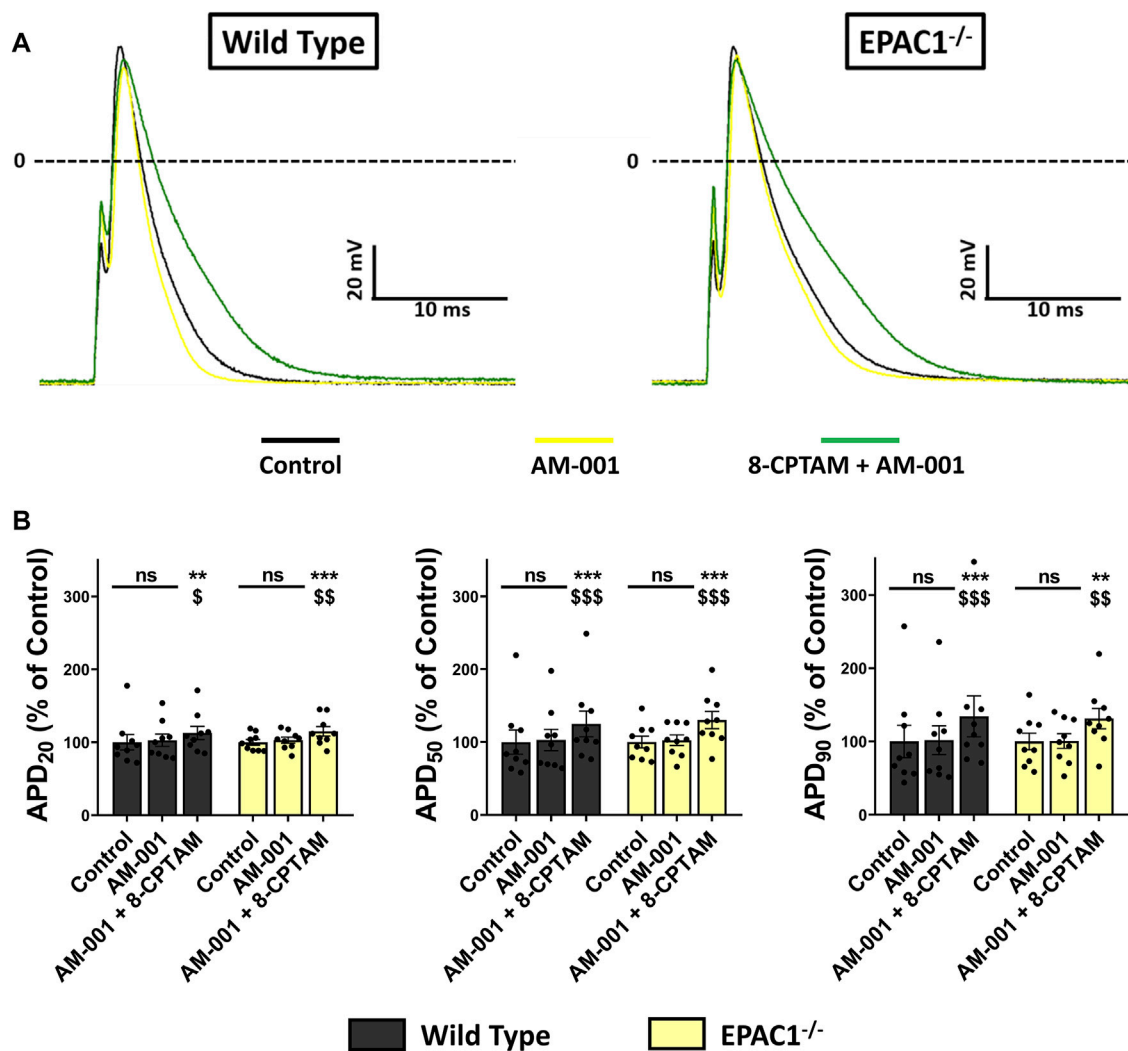 A
Wild Type
EPAC1-/-
0
0
20 mV
10 ms
20 mV
10 ms
Control
AM-001
8-CPTAM + AM-001
B
APD20 (% of Control)
300
200
100
0
ns
**
$
ns
***
$$
Control
AM-001
AM-001 + 8-CPTAM
Control
AM-001
AM-001 + 8-CPTAM
APD50 (% of Control)
300
200
100
0
ns
***
$$$
ns
***
$$$
Control
AM-001
AM-001 + 8-CPTAM
Control
AM-001
AM-001 + 8-CPTAM
APD90 (% of Control)
300
200
100
0
ns
***
$$$
ns
**
$$
Control
AM-001
AM-001 + 8-CPTAM
Control
AM-001
AM-001 + 8-CPTAM
Wild Type
EPAC1-/-